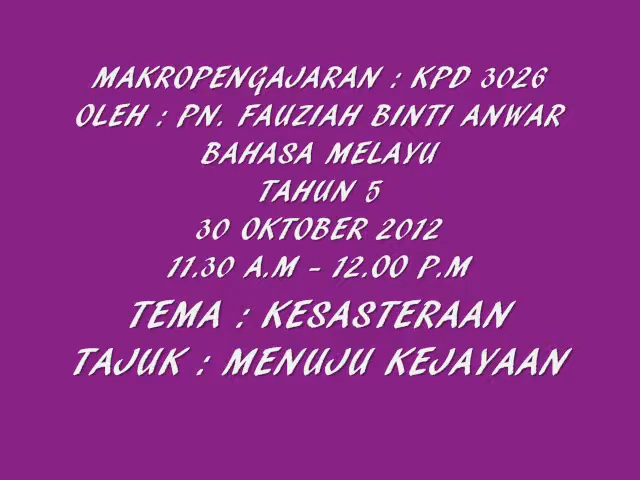 MAKROPENGAJARAN : KPD 3026
OLEH : PN. FAUZIAH BINTI ANWAR
BAHASA MELAYU
TAHUN 5
30 OKTOBER 2012
11.30 A.M - 12.00 P.M
TEMA : KESASTERAAN
TAJUK : MENUJU KEJAYAAN